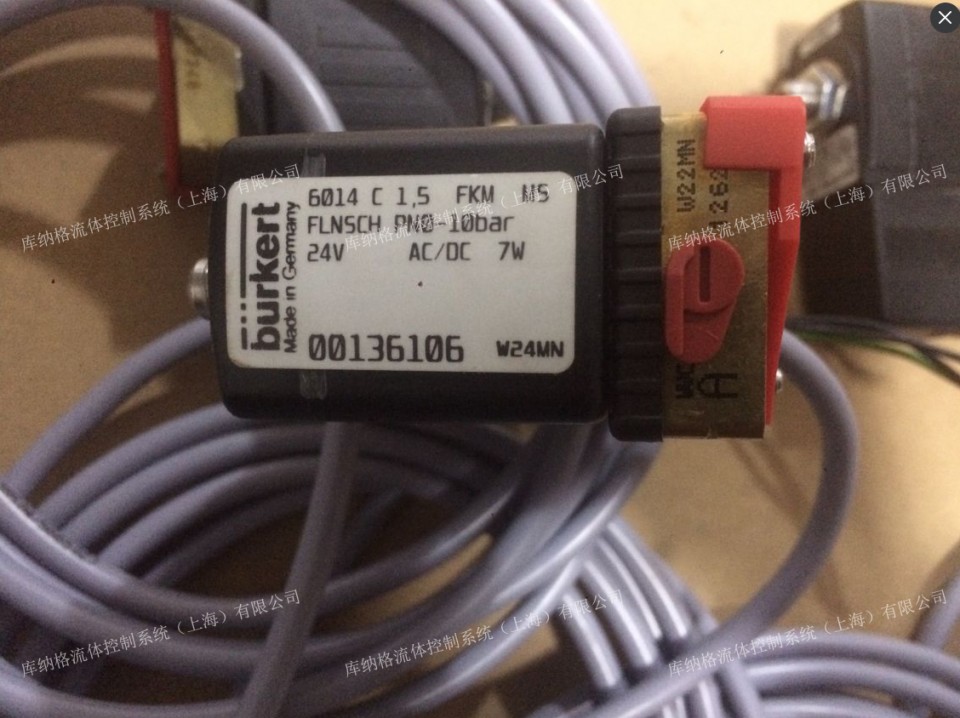 bürkert
Made in Germany
6014 C 1,5 FKM MS
FLNSCH PN0-10bar
24V AC/DC 7W
00136106 W24MN
W22MN
A
库纳格流体控制系统（上海）有限公司
库纳格流体控制系统（上海）有限公司
库纳格流体控制系统（上海）有限公司
库纳格流体控制系统（上海）有限公司
库纳格流体控制系统（上海）有限公司
库纳格流体控制系统（上海）有限公司